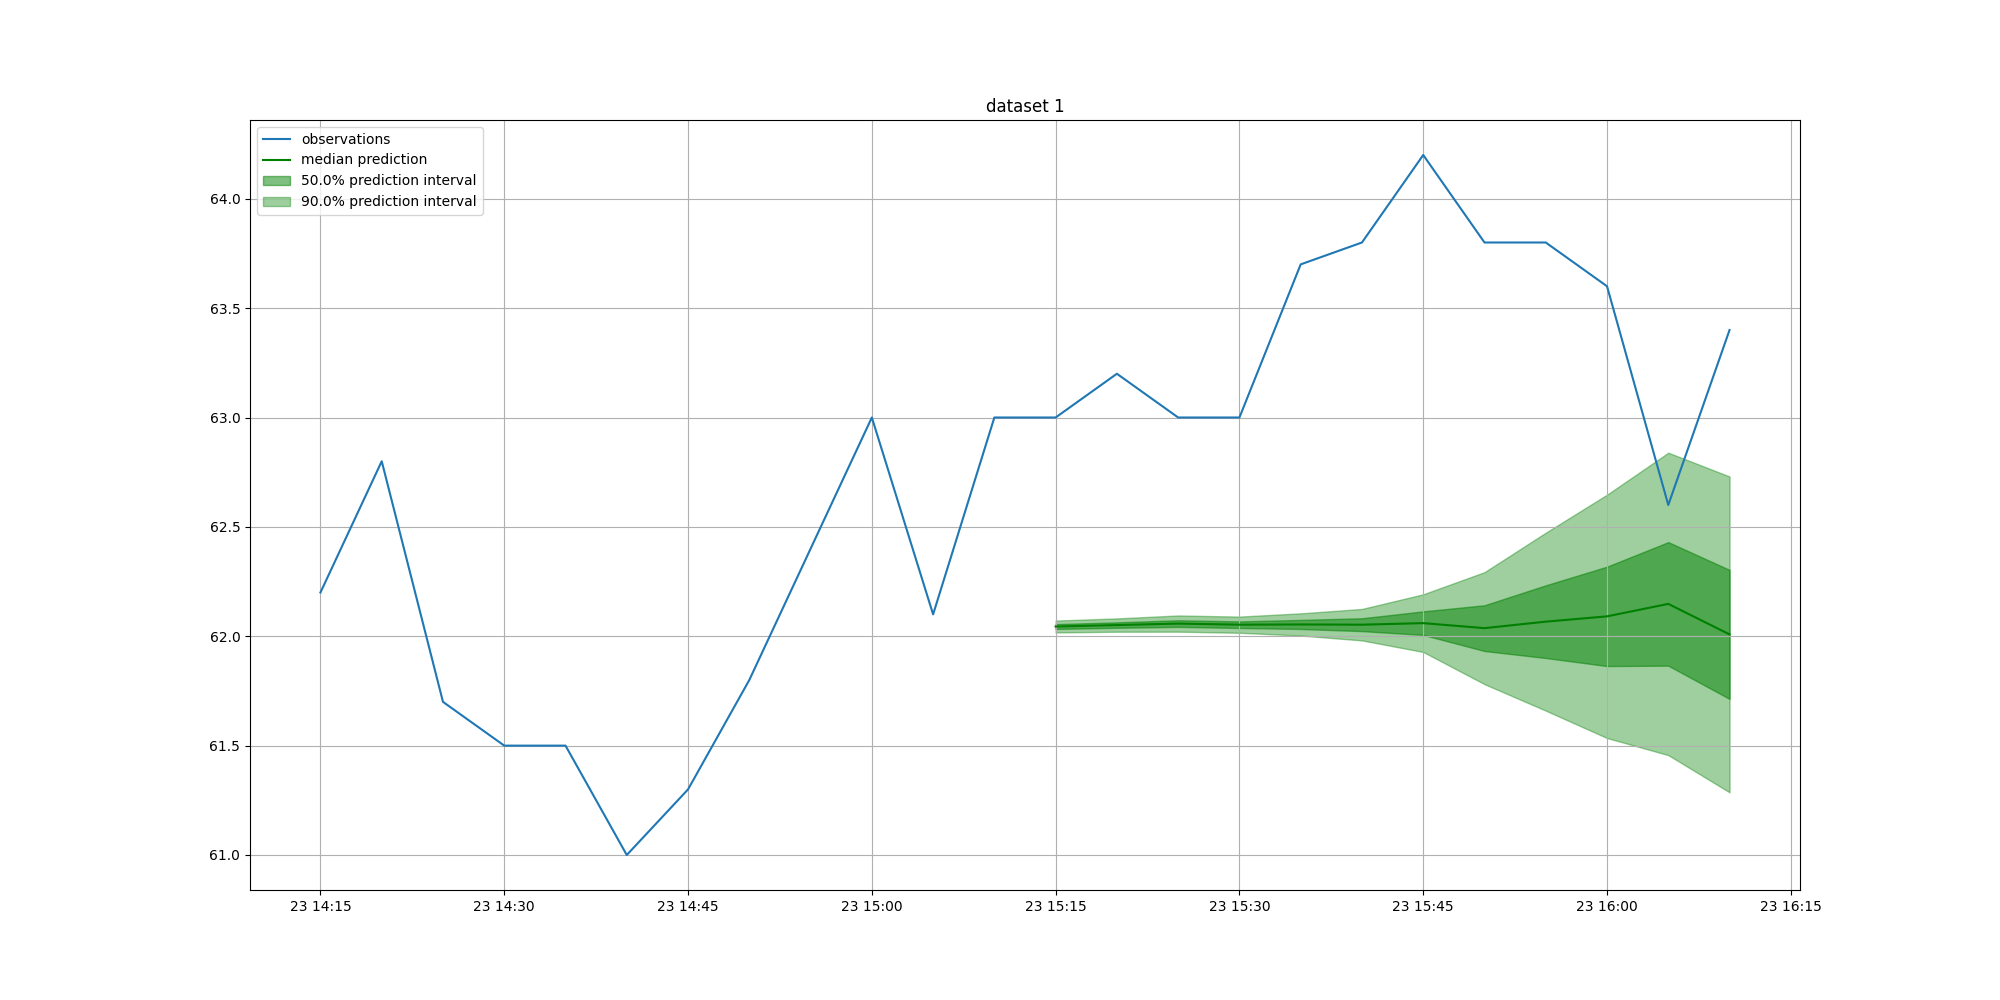 dataset 1
observations
median prediction
50.0% prediction interval
90.0% prediction interval
64.0
63.5
63.0
62.5
62.0
61.5
61.0
23 14:15 23 14:30 23 14:45 23 15:00 23 15:15 23 15:30 23 15:45 23 16:00 23 16:15